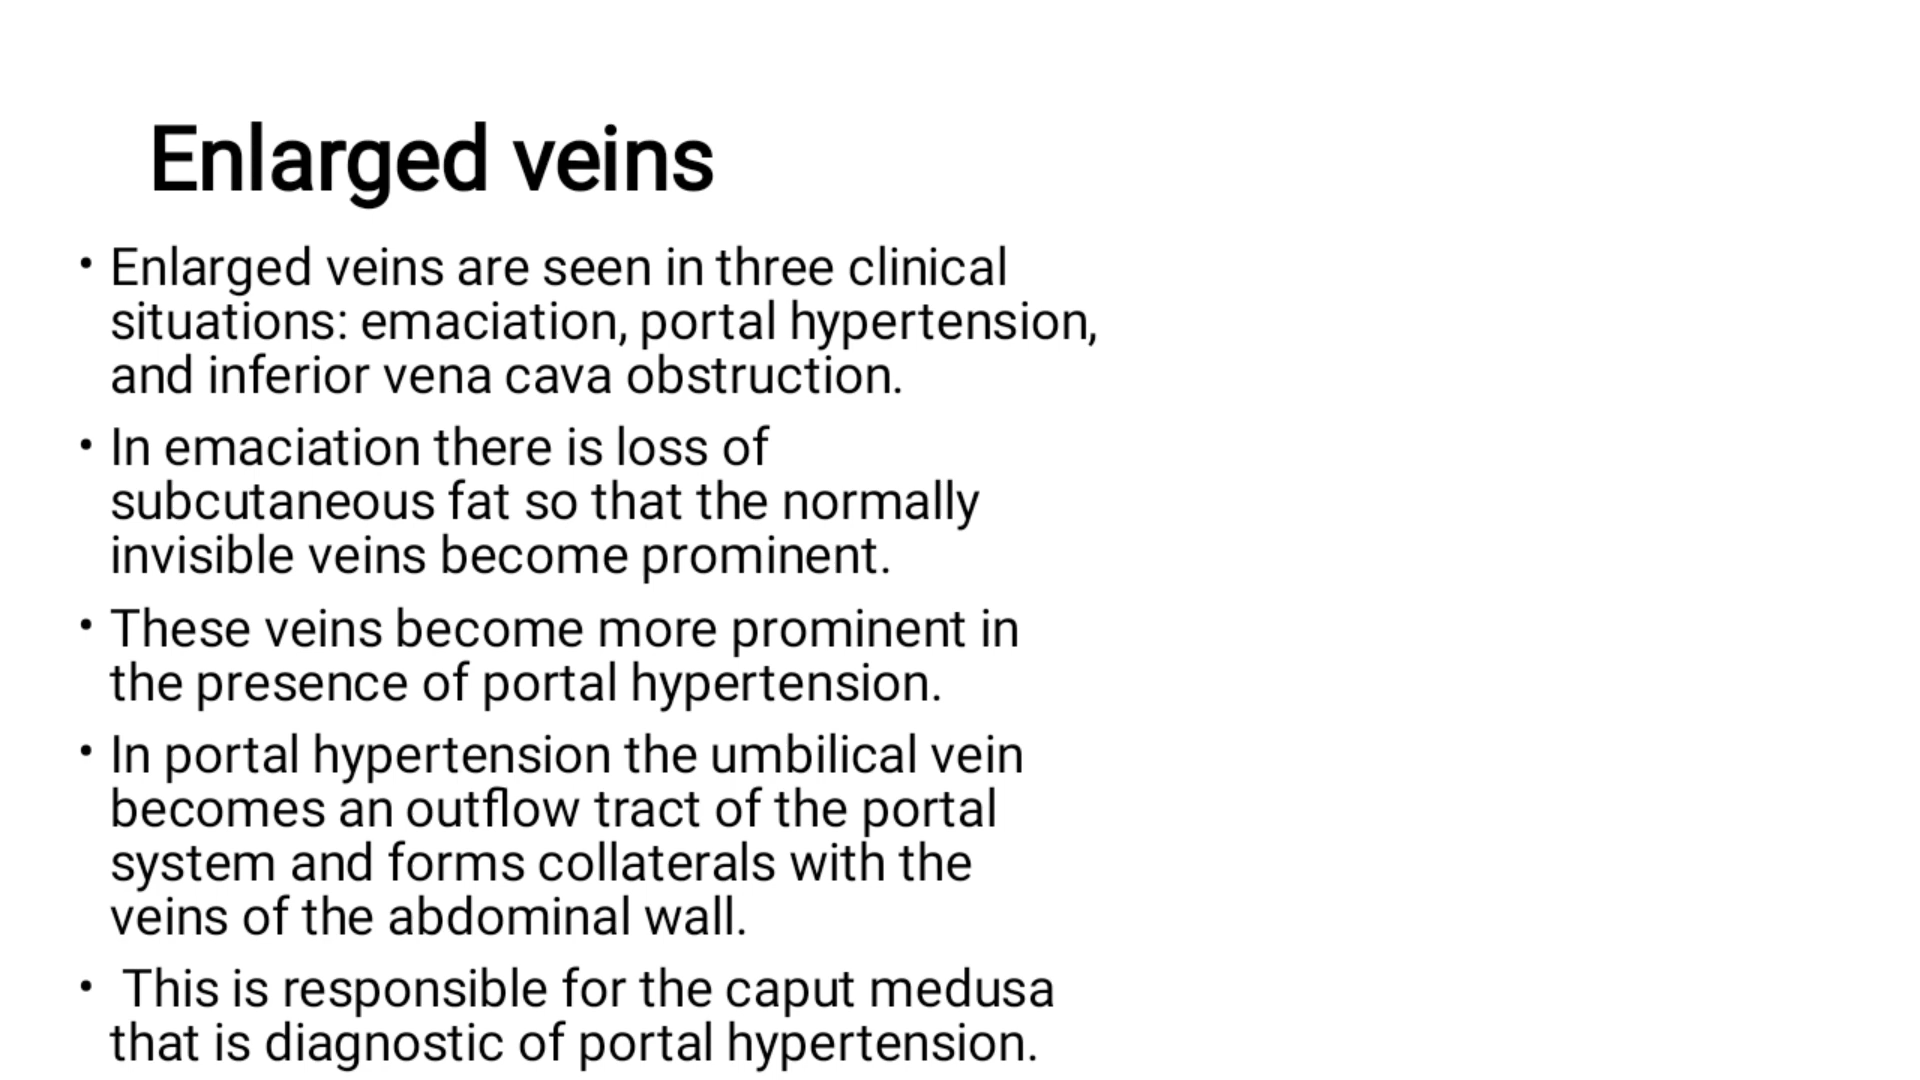 Enlarged veins
• Enlarged veins are seen in three clinical
situations: emaciation, portal hypertension,
and inferior vena cava obstruction.
• In emaciation there is loss of
subcutaneous fat so that the normally
invisible veins become prominent.
• These veins become more prominent in
the presence of portal hypertension.
• In portal hypertension the umbilical vein
becomes an outflow tract of the portal
system and forms collaterals with the
veins of the abdominal wall.
• This is responsible for the caput medusa
that is diagnostic of portal hypertension.